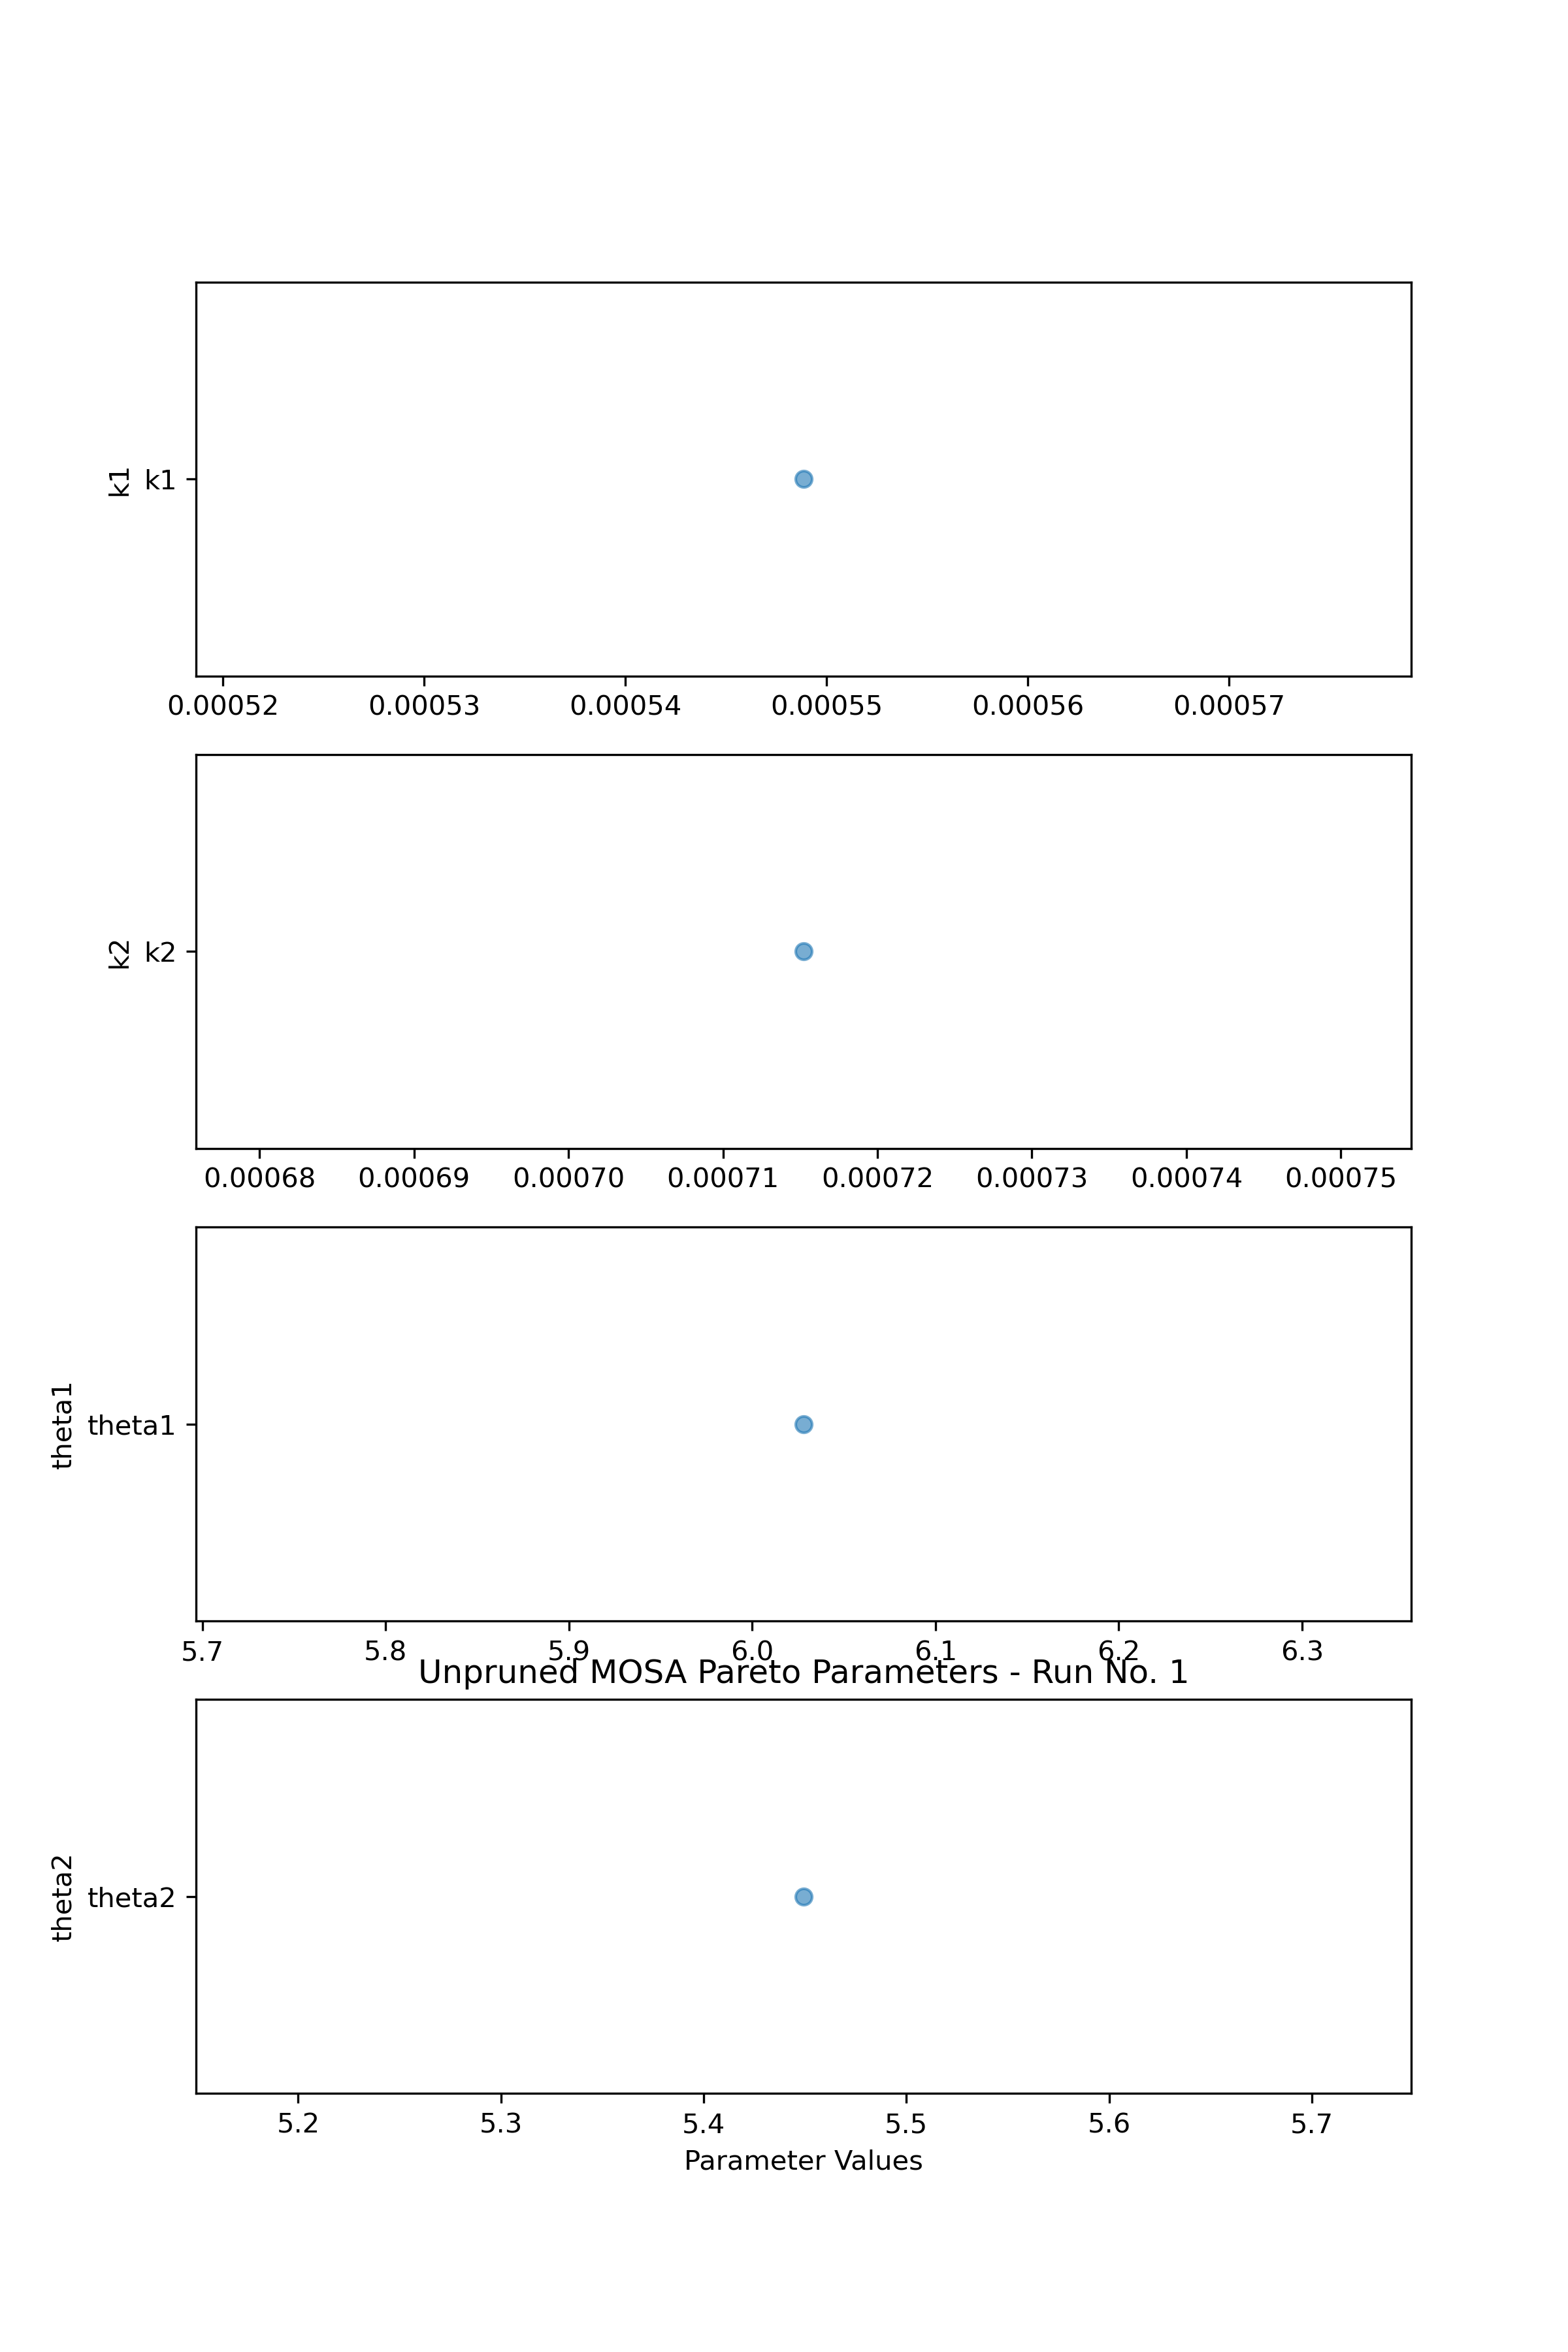 k1
k1
0.00052 0.00053 0.00054 0.00055 0.00056 0.00057
k2
k2
0.00068 0.00069 0.00070 0.00071 0.00072 0.00073 0.00074 0.00075
theta1
theta1
5.7 5.8 5.9 6.0 6.1 6.2 6.3
Unpruned MOSA Pareto Parameters - Run No. 1
theta2
theta2
5.2 5.3 5.4 5.5 5.6 5.7
Parameter Values